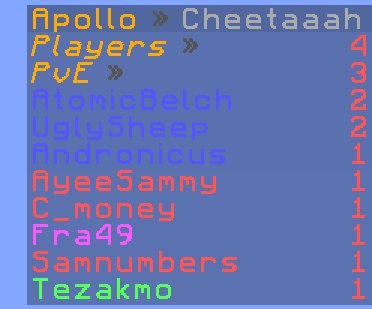 Apollo » Cheetaaah
Players » 4
PvE » 3
AtomicBelch 2
UglySheep 2
Andronicus 1
AyeeSammy 1
C_money 1
Fra49 1
Samnumbers 1
Tezakmo 1